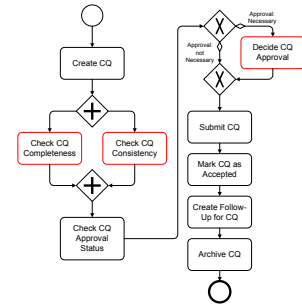 Create CQ
Check CQ
Completeness
Check CQ
Consistency
Check CQ
Approval
Status
Approval:
Necessary
Approval:
not
Necessary
Decide CQ
Approval
Submit CQ
Mark CQ as
Accepted
Create Follow-
Up for CQ
Archive CQ